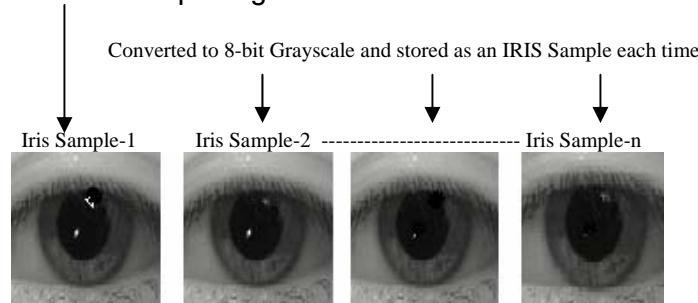 Converted to 8-bit Grayscale and stored as an IRIS Sample each time
Iris Sample-1 Iris Sample-2 ----------------------------------- Iris Sample-n